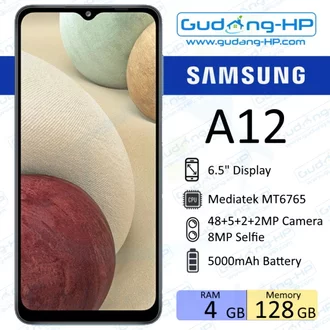 Gudang-HP
www.gudang-HP.com
SAMSUNG
A12
6.5" Display
CPU
Mediatek MT6765
48+5+2+2MP Camera
8MP Selfie
5000mAh Battery
RAM Memory
4 GB 128 GB